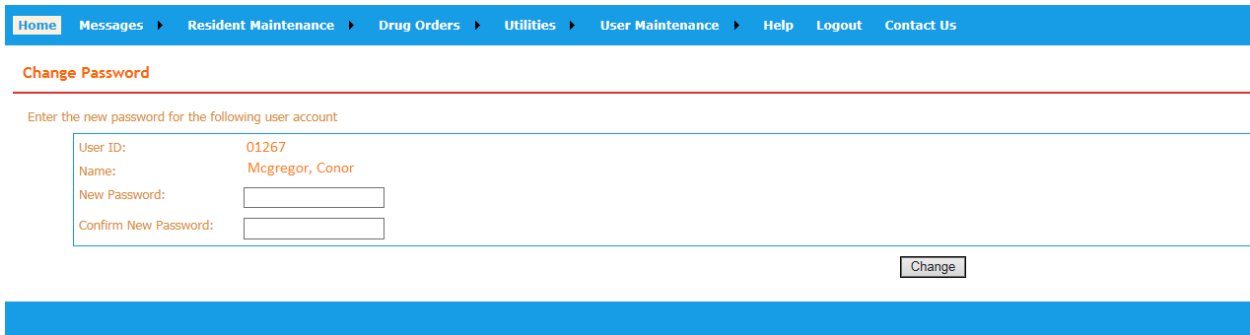 Home Messages Resident Maintenance Drug Orders Utilities User Maintenance Help Logout Contact Us
Change Password
Enter the new password for the following user account
User ID: 01267
Name: Mcgregor, Conor
New Password:
Confirm New Password:
Change